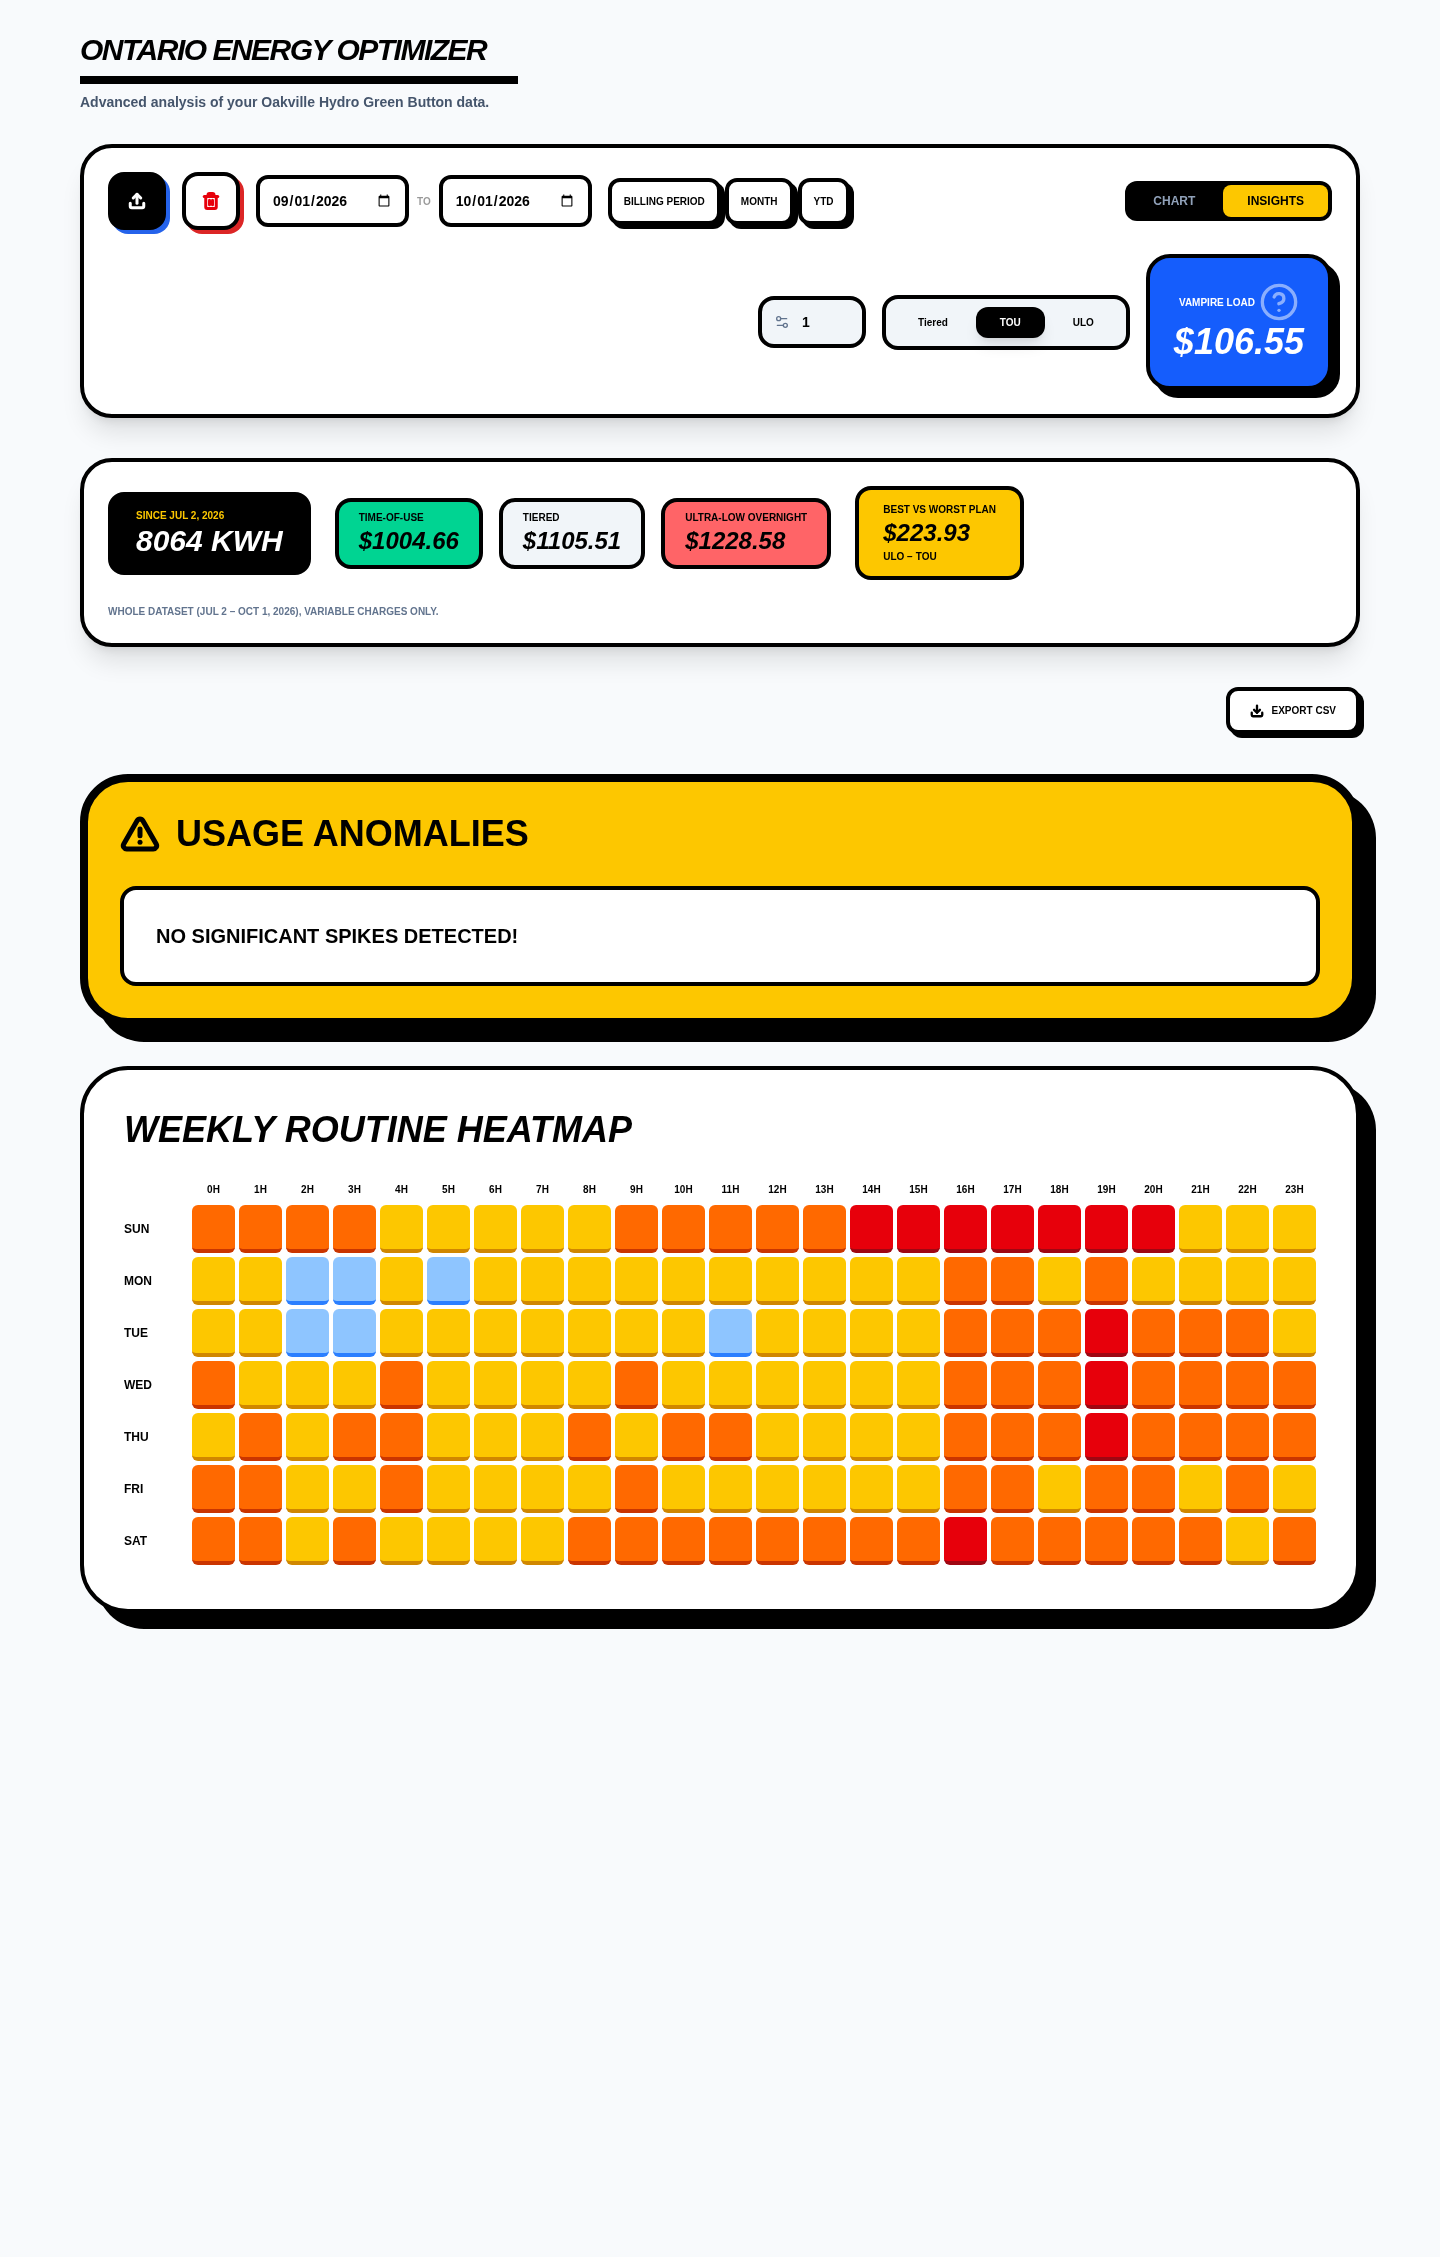 ONTARIO ENERGY OPTIMIZER
Advanced analysis of your Oakville Hydro Green Button data.
09/01/2026 TO 10/01/2026 BILLING PERIOD MONTH YTD CHART INSIGHTS
1 Tiered TOU ULO VAMPIRE LOAD ?
$106.55
SINCE JUL 2, 2026
8064 KWH
TIME-OF-USE
$1004.66
TIERED
$1105.51
ULTRA-LOW OVERNIGHT
$1228.58
BEST VS WORST PLAN
$223.93
ULO – TOU
WHOLE DATASET (JUL 2 – OCT 1, 2026), VARIABLE CHARGES ONLY.
EXPORT CSV
USAGE ANOMALIES
NO SIGNIFICANT SPIKES DETECTED!
WEEKLY ROUTINE HEATMAP
0H 1H 2H 3H 4H 5H 6H 7H 8H 9H 10H 11H 12H 13H 14H 15H 16H 17H 18H 19H 20H 21H 22H 23H
SUN
MON
TUE
WED
THU
FRI
SAT